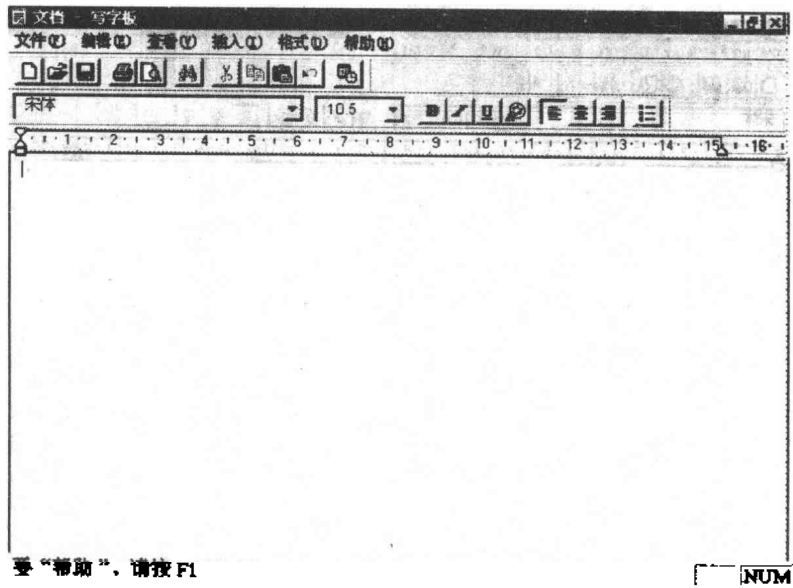 文档 - 写字板
文件(F) 编辑(E) 查看(V) 插入(I) 格式(O) 帮助(H)
宋体 10.5 B I U
1 2 3 4 5 6 7 8 9 10 11 12 13 14 15 16
要“帮助”，请按 F1 NUM